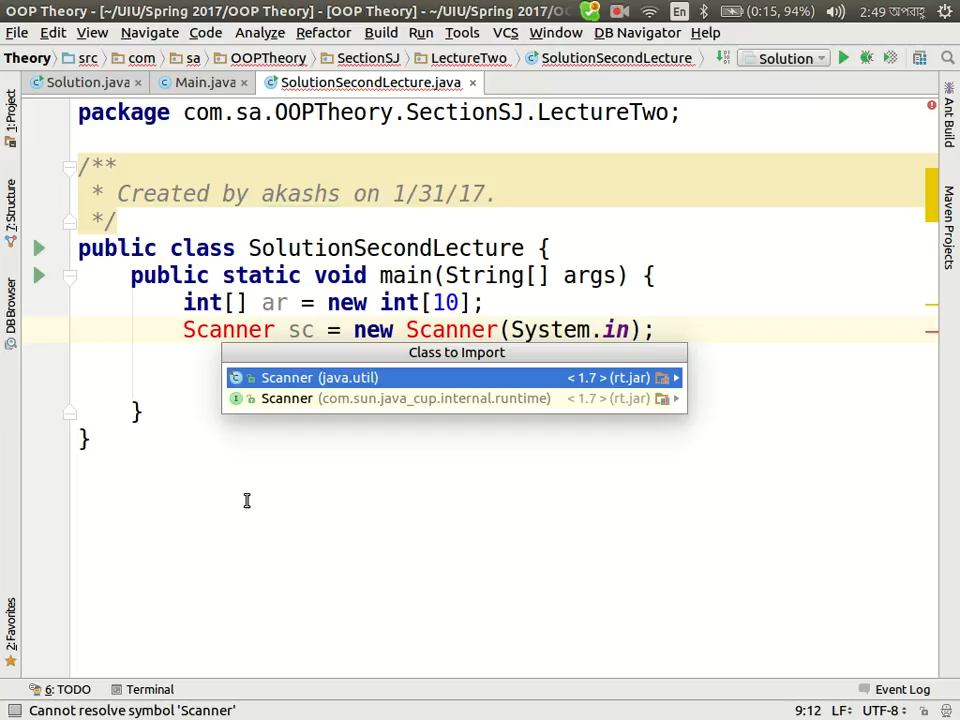 OOP Theory - [~/UIU/Spring 2017/OOP Theory] - [OOP Theory] - ~/UIU/Spring 2017/OO
En (0:15, 94%) 2:49 অপরাহ্ণ
File Edit View Navigate Code Analyze Refactor Build Run Tools VCS Window DB Navigator Help
Theory src com sa OOPTheory SectionSJ LectureTwo SolutionSecondLecture Solution
Solution.java × Main.java × SolutionSecondLecture.java ×
1:Project
7:Structure
DB Browser
2:Favorites
Ant Build
Maven Projects
package com.sa.OOPTheory.SectionSJ.LectureTwo;
/**
* Created by akashs on 1/31/17.
*/
public class SolutionSecondLecture {
public static void main(String[] args) {
int[] ar = new int[10];
Scanner sc = new Scanner(System.in);
Class to Import
Scanner (java.util) < 1.7 > (rt.jar)
Scanner (com.sun.java_cup.internal.runtime) < 1.7 > (rt.jar)
}
}
6: TODO Terminal Event Log
Cannot resolve symbol 'Scanner' 9:12 LF÷ UTF-8÷